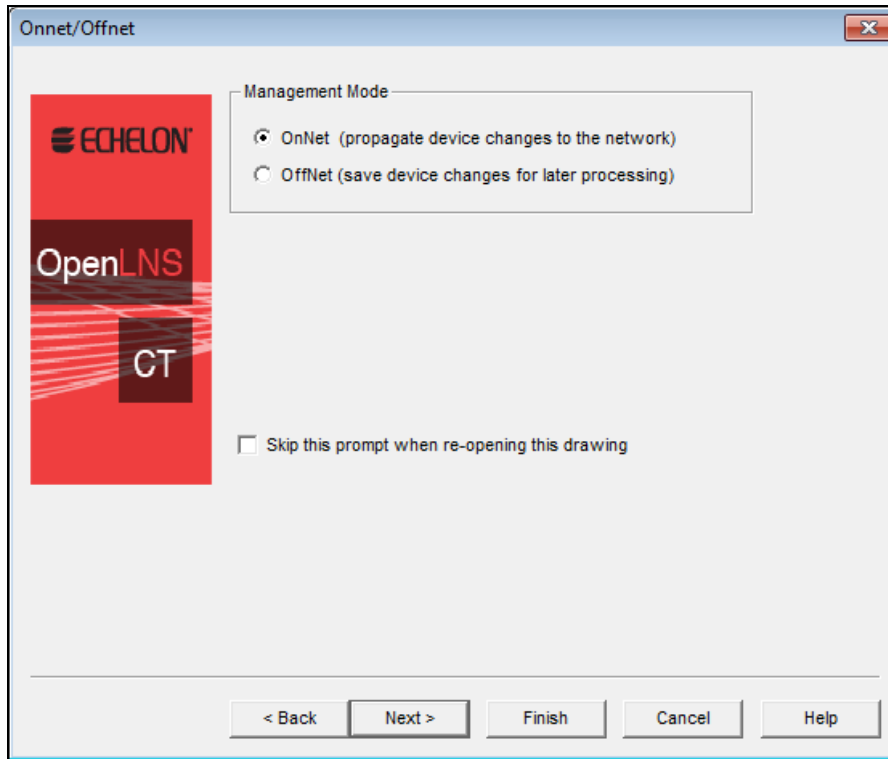 Onnet/Offnet
Management Mode
ECHELON
OnNet (propagate device changes to the network)
OffNet (save device changes for later processing)
OpenLNS
CT
Skip this prompt when re-opening this drawing
< Back
Next >
Finish
Cancel
Help